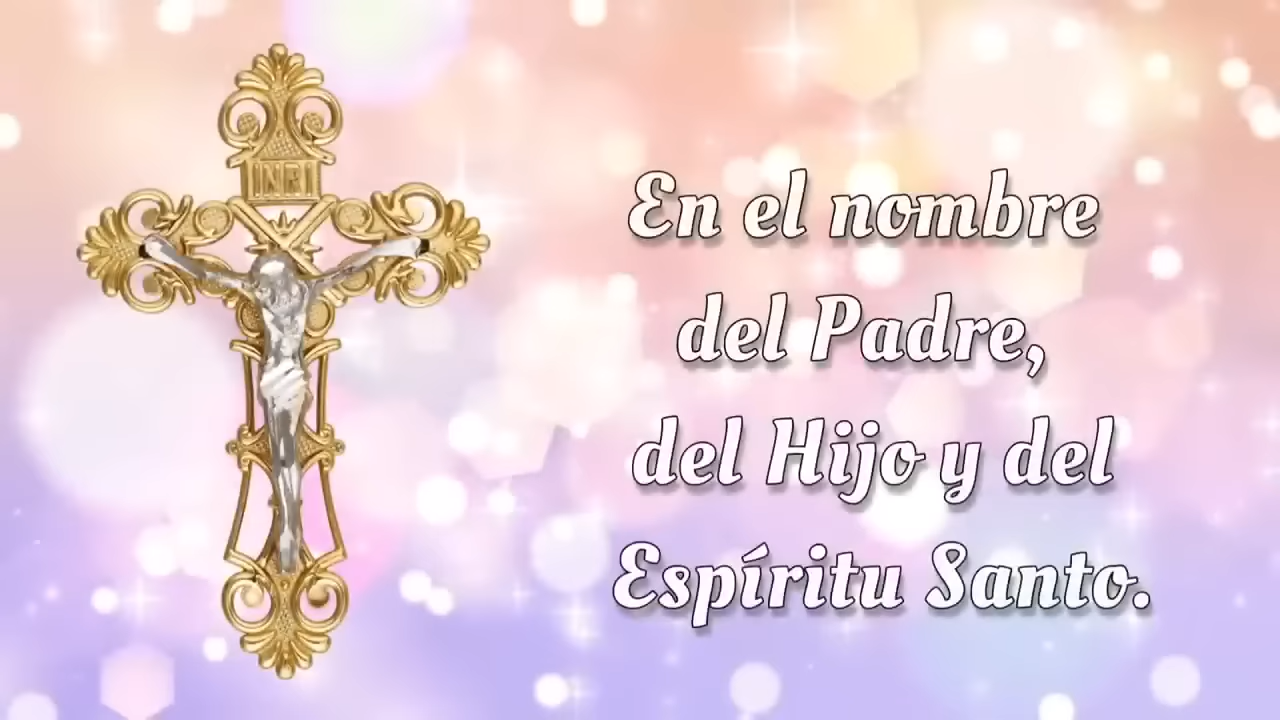 INRI
En el nombre
del Padre,
del Hijo y del
Espíritu Santo.